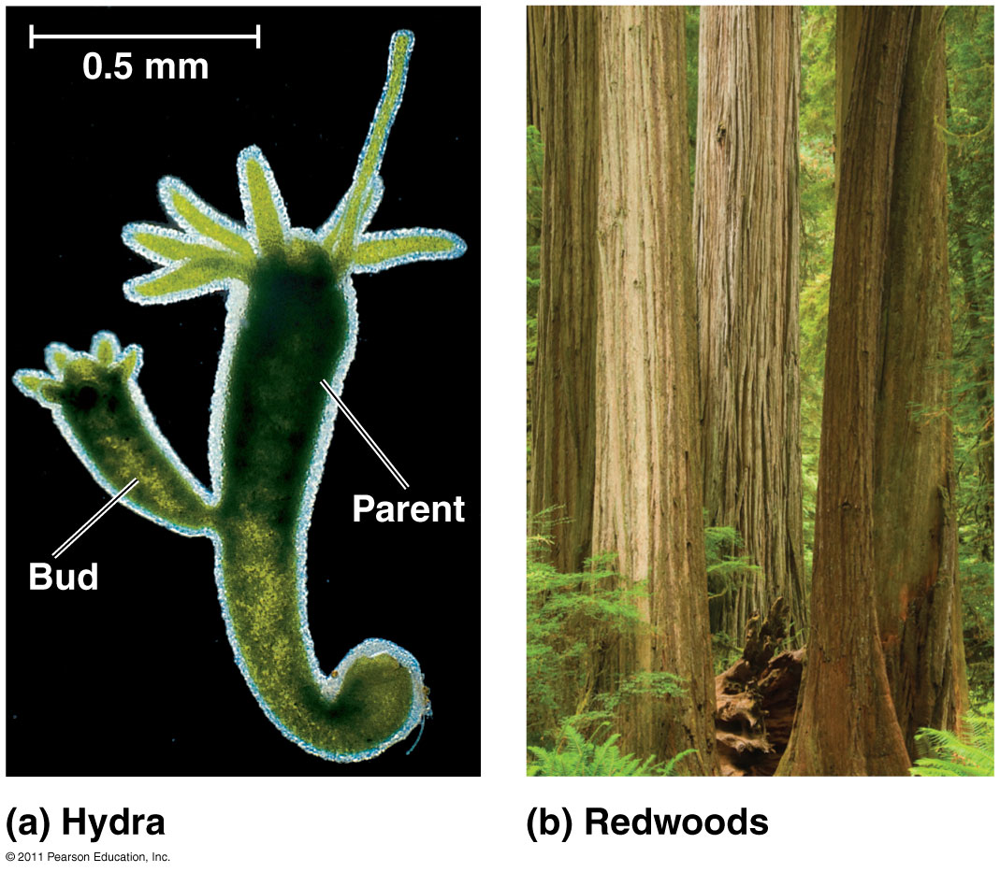 0.5 mm
Parent
Bud
(a) Hydra
(b) Redwoods
© 2011 Pearson Education, Inc.